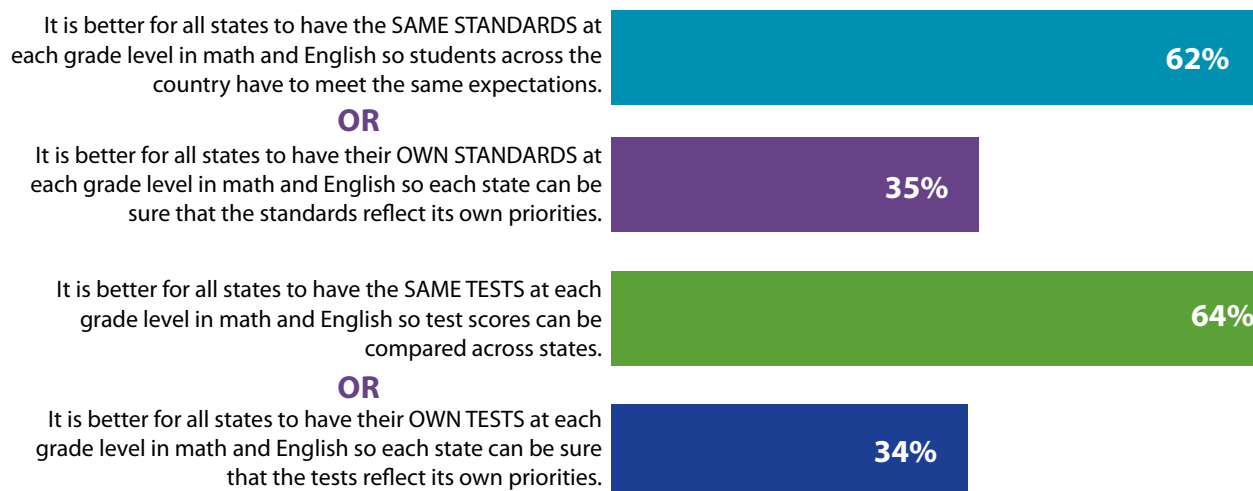 It is better for all states to have the SAME STANDARDS at
each grade level in math and English so students across the
country have to meet the same expectations.
62%
OR
It is better for all states to have their OWN STANDARDS at
each grade level in math and English so each state can be
sure that the standards reflect its own priorities.
35%
It is better for all states to have the SAME TESTS at each
grade level in math and English so test scores can be
compared across states.
64%
OR
It is better for all states to have their OWN TESTS at each
grade level in math and English so each state can be sure
that the tests reflect its own priorities.
34%